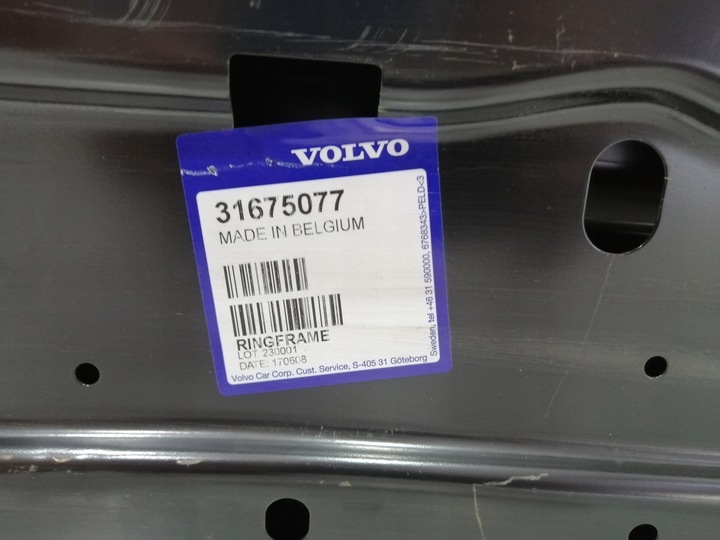 VOLVO
31675077
MADE IN BELGIUM
RINGFRAME
LOT 230001
DATE: 170608
Volvo Car Corp. Cust. Service, S-405 31 Göteborg
Sweden, tel +46 31 590000, 6768343>PELD<3